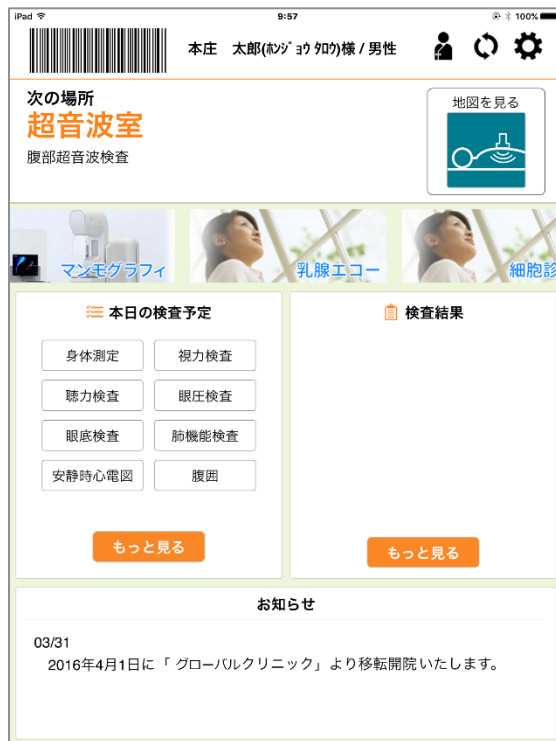 iPad 9:57 100%
本庄 太郎(ﾎﾝｼﾞｮｳ ﾀﾛｳ)様 / 男性
次の場所
超音波室
腹部超音波検査
地図を見る
マンモグラフィ
乳腺エコー
細胞診
本日の検査予定
身体測定
視力検査
聴力検査
眼圧検査
眼底検査
肺機能検査
安静時心電図
腹囲
もっと見る
検査結果
もっと見る
お知らせ
03/31
2016年4月1日に「 グローバルクリニック」より移転開院いたします。